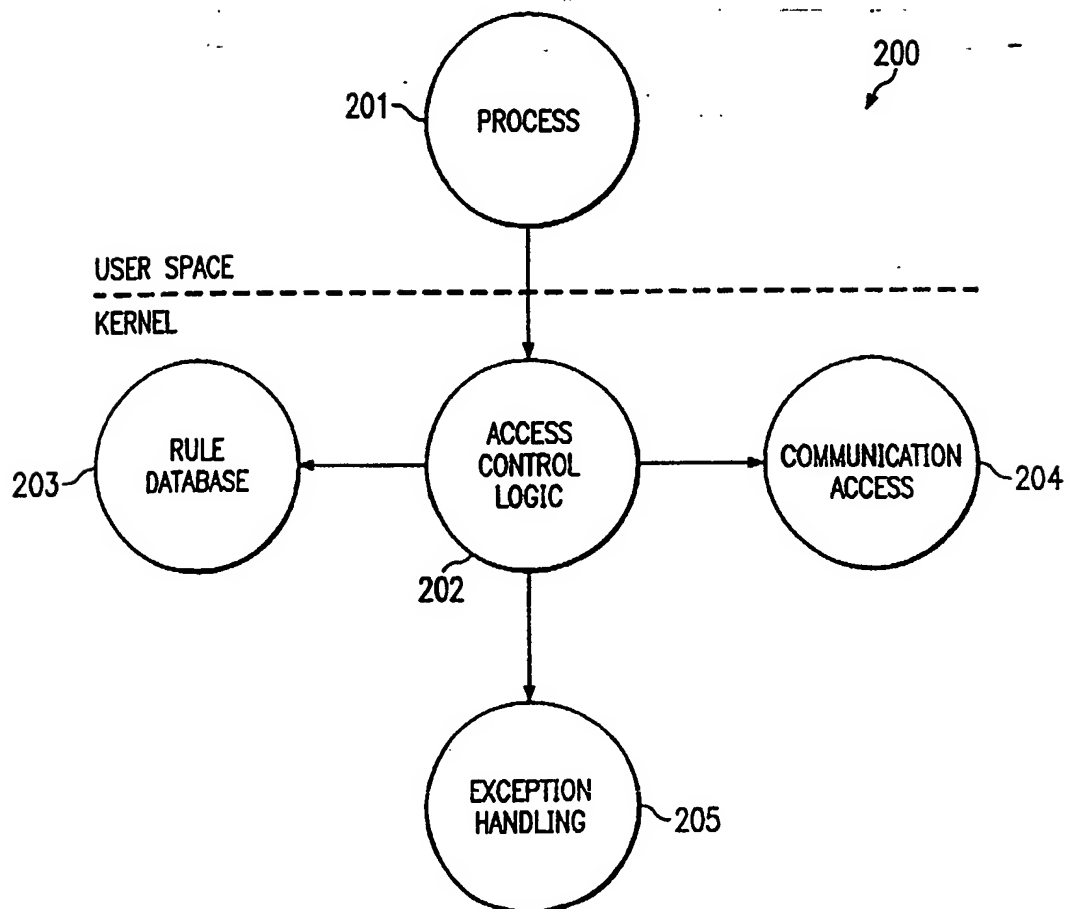 200
201
PROCESS
USER SPACE
KERNEL
RULE
DATABASE
203
ACCESS
CONTROL
LOGIC
202
COMMUNICATION
ACCESS
204
EXCEPTION
HANDLING
205